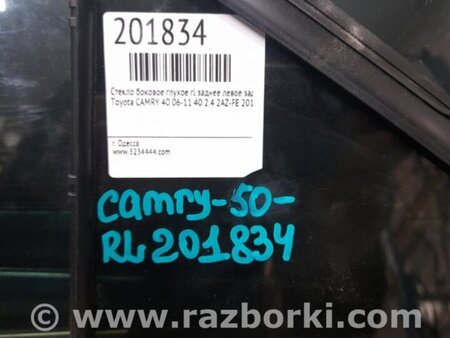 201834
Стекло боковое глухое rl заднее левое зад
Toyota CAMRY 40 06-11 40 2.4 2AZ-FE 201
г. Одесса
www.3234444.com
camry-50-
RL201834
© www.razborki.com